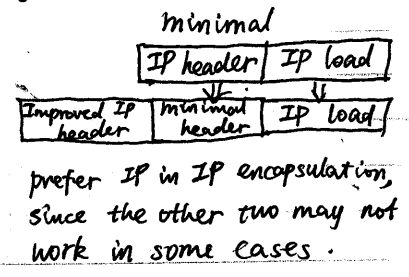 minimal
IP header IP load
Improved IP header minimal header IP load
prefer IP in IP encapsulation,
since the other two may not
work in some cases.